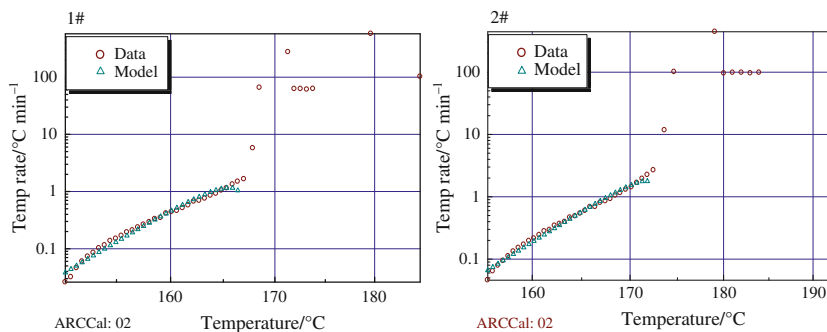 1#
Data
Model
100
10
1
0.1
Temp rate/°C min⁻¹
160
170
180
ARCCal: 02
Temperature/°C
2#
Data
Model
100
10
1
0.1
Temp rate/°C min⁻¹
160
170
180
190
ARCCal: 02
Temperature/°C